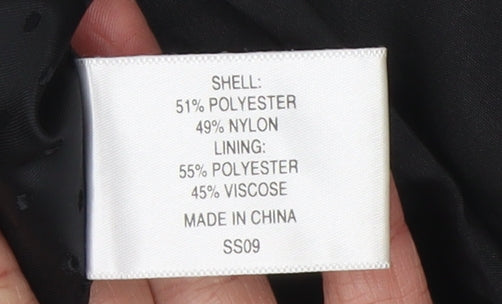 SHELL:
51% POLYESTER
49% NYLON
LINING:
55% POLYESTER
45% VISCOSE
MADE IN CHINA
SS09